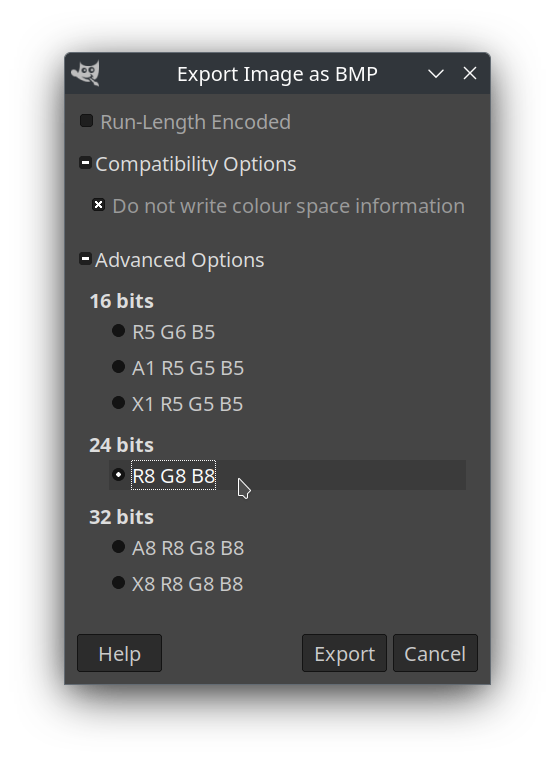 Export Image as BMP
Run-Length Encoded
Compatibility Options
Do not write colour space information
Advanced Options
16 bits
R5 G6 B5
A1 R5 G5 B5
X1 R5 G5 B5
24 bits
R8 G8 B8
32 bits
A8 R8 G8 B8
X8 R8 G8 B8
Help Export Cancel